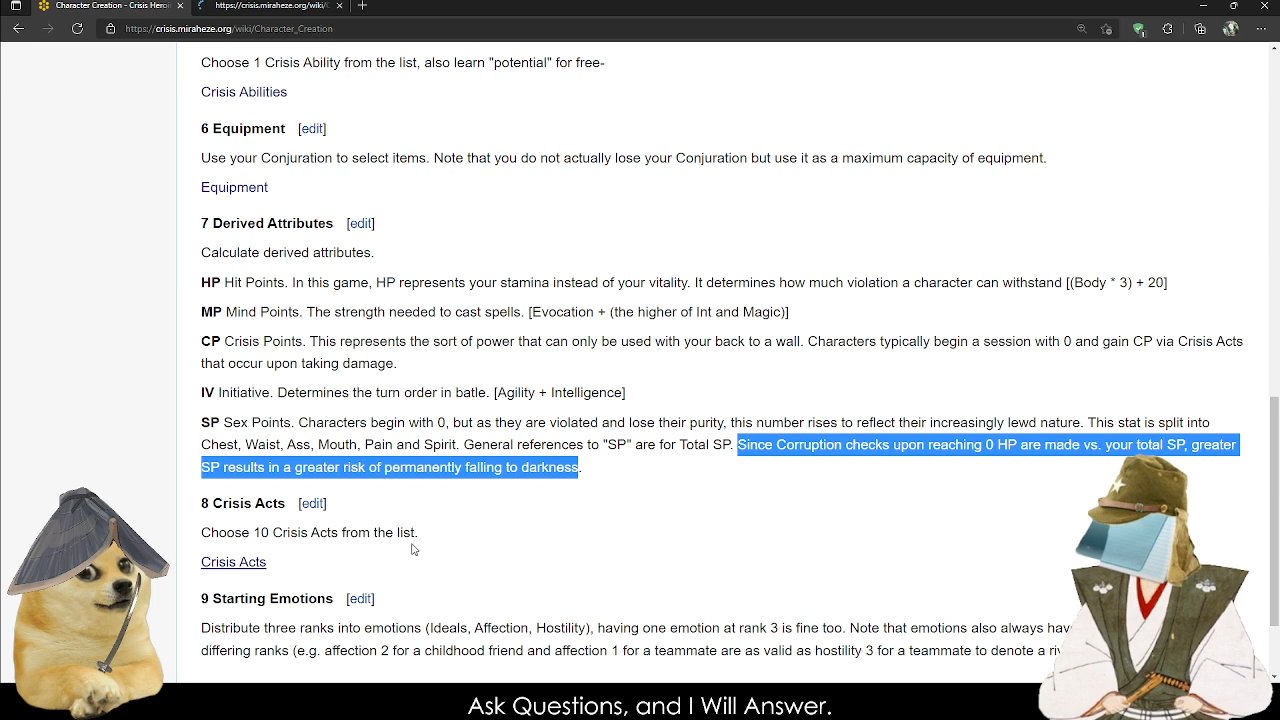 Character Creation - Crisis Heroi
https://crisis.miraheze.org/wiki/C
https://crisis.miraheze.org/wiki/Character_Creation
Choose 1 Crisis Ability from the list, also learn "potential" for free-
Crisis Abilities
6 Equipment [edit]
Use your Conjuration to select items. Note that you do not actually lose your Conjuration but use it as a maximum capacity of equipment.
Equipment
7 Derived Attributes [edit]
Calculate derived attributes.
HP Hit Points. In this game, HP represents your stamina instead of your vitality. It determines how much violation a character can withstand [(Body * 3) + 20]
MP Mind Points. The strength needed to cast spells. [Evocation + (the higher of Int and Magic)]
CP Crisis Points. This represents the sort of power that can only be used with your back to a wall. Characters typically begin a session with 0 and gain CP via Crisis Acts
that occur upon taking damage.
IV Initiative. Determines the turn order in batle. [Agility + Intelligence]
SP Sex Points. Characters begin with 0, but as they are violated and lose their purity, this number rises to reflect their increasingly lewd nature. This stat is split into
Chest, Waist, Ass, Mouth, Pain and Spirit. General references to "SP" are for Total SP. Since Corruption checks upon reaching 0 HP are made vs. your total SP, greater
SP results in a greater risk of permanently falling to darkness.
8 Crisis Acts [edit]
Choose 10 Crisis Acts from the list.
Crisis Acts
9 Starting Emotions [edit]
Distribute three ranks into emotions (Ideals, Affection, Hostility), having one emotion at rank 3 is fine too. Note that emotions also always hav
differing ranks (e.g. affection 2 for a childhood friend and affection 1 for a teammate are as valid as hostility 3 for a teammate to denote a ri
Ask Questions, and I Will Answer.